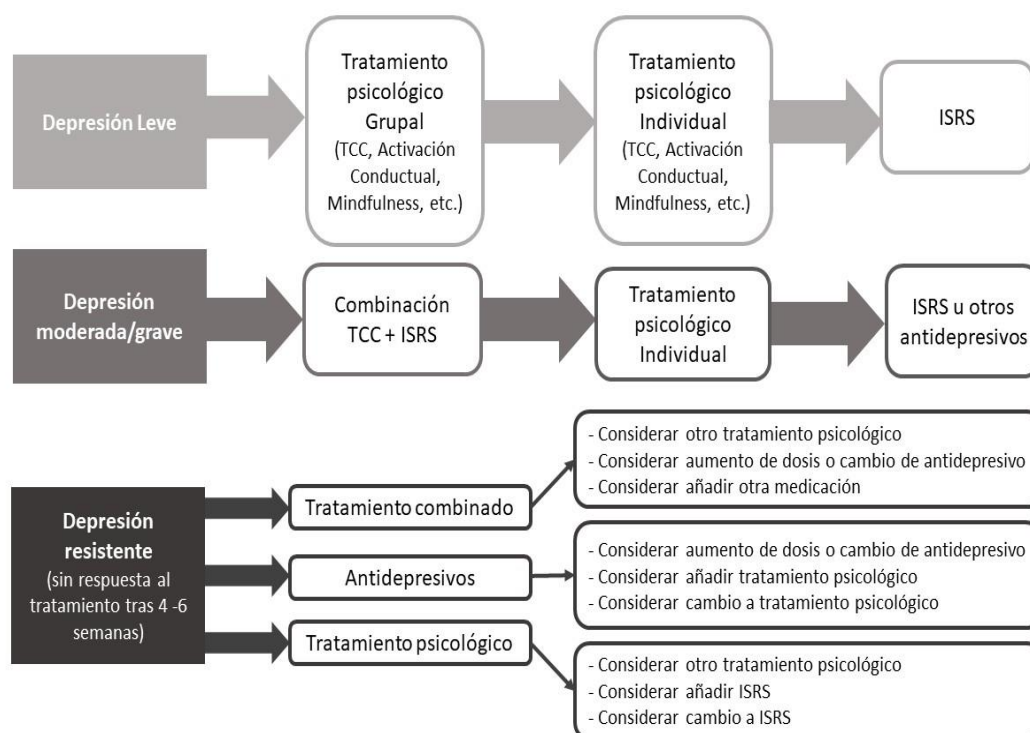 Depresión Leve
Tratamiento
psicológico
Grupal
(TCC, Activación
Conductual,
Mindfulness, etc.)
Tratamiento
psicológico
Individual
(TCC, Activación
Conductual,
Mindfulness, etc.)
ISRS
Depresión
moderada/grave
Combinación
TCC + ISRS
Tratamiento
psicológico
Individual
ISRS u otros
antidepresivos
Depresión
resistente
(sin respuesta al
tratamiento tras 4 -6
semanas)
Tratamiento combinado
- Considerar otro tratamiento psicológico
- Considerar aumento de dosis o cambio de antidepresivo
- Considerar añadir otra medicación
Antidepresivos
- Considerar aumento de dosis o cambio de antidepresivo
- Considerar añadir tratamiento psicológico
- Considerar cambio a tratamiento psicológico
Tratamiento psicológico
- Considerar otro tratamiento psicológico
- Considerar añadir ISRS
- Considerar cambio a ISRS